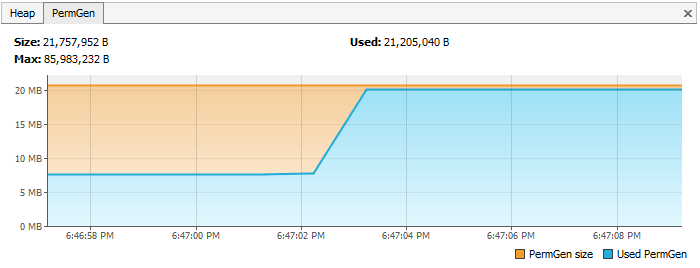 Heap PermGen
Size: 21,757,952 B Used: 21,205,040 B
Max: 85,983,232 B
20 MB
15 MB
10 MB
5 MB
0 MB
6:46:58 PM 6:47:00 PM 6:47:02 PM 6:47:04 PM 6:47:06 PM 6:47:08 PM
PermGen size Used PermGen